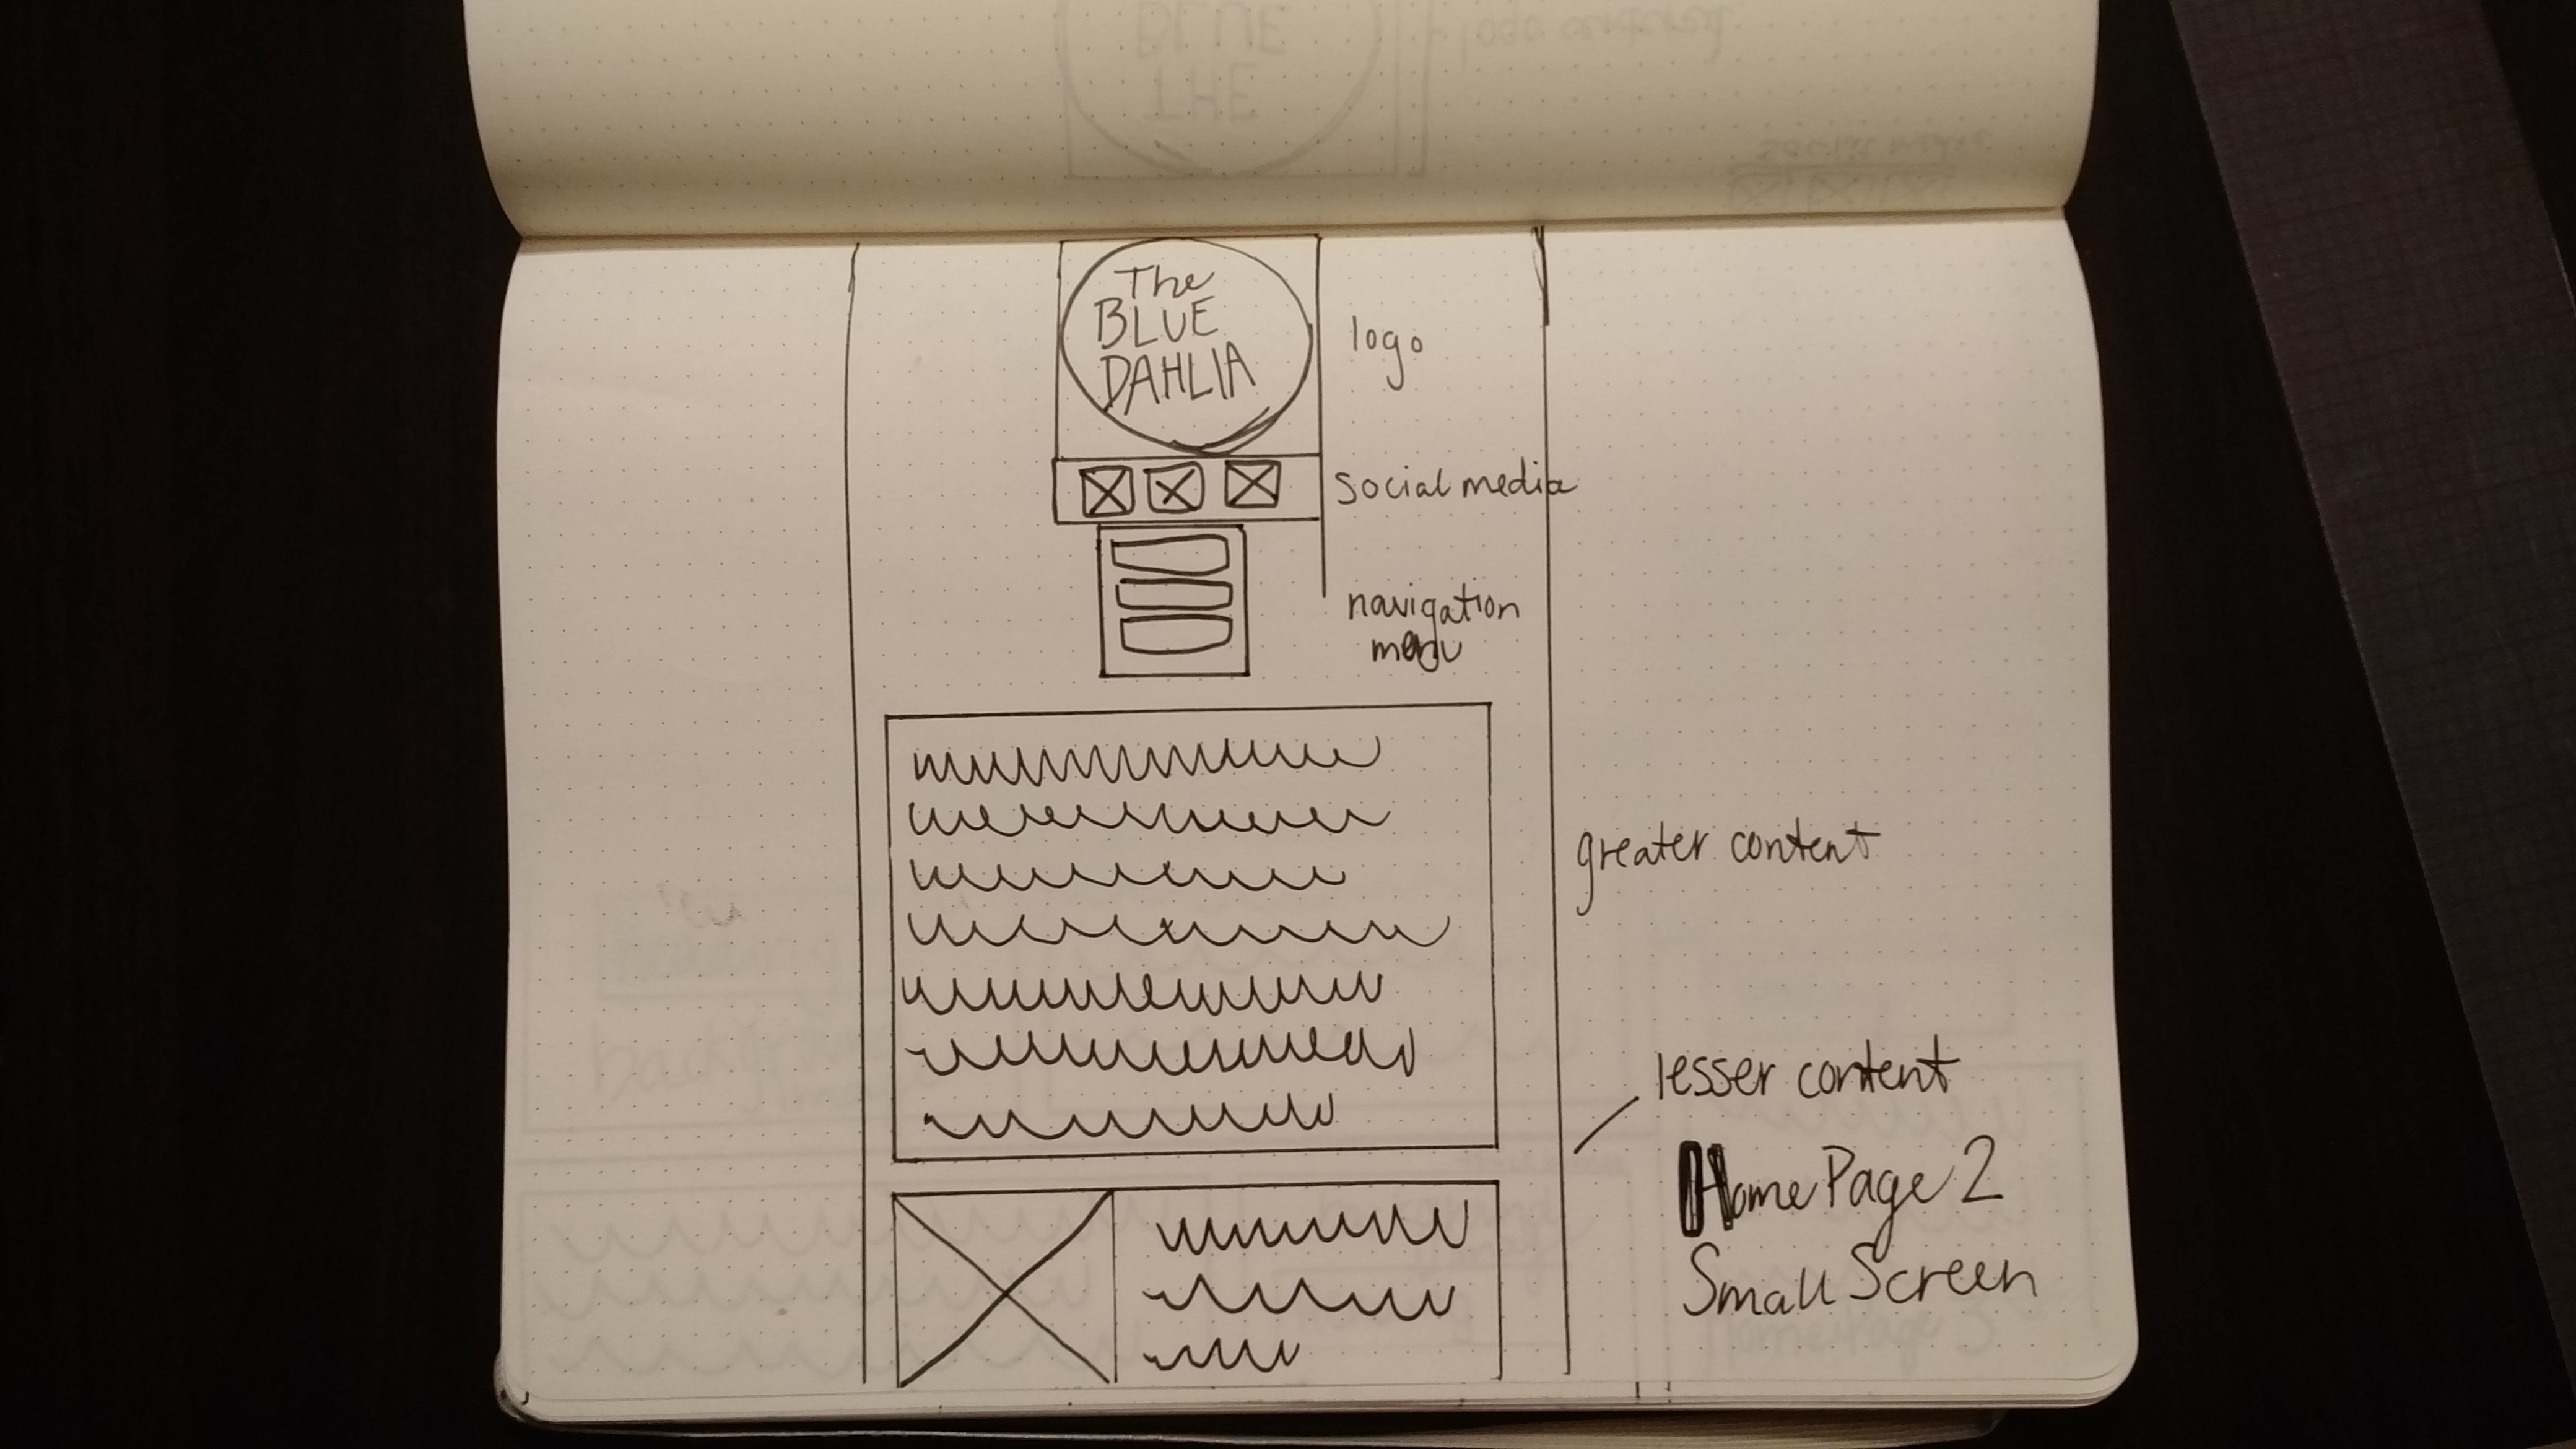 The
BLUE
DAHLIA
logo
social media
navigation
menu
greater content
lesser content
Home Page 2
Small Screen